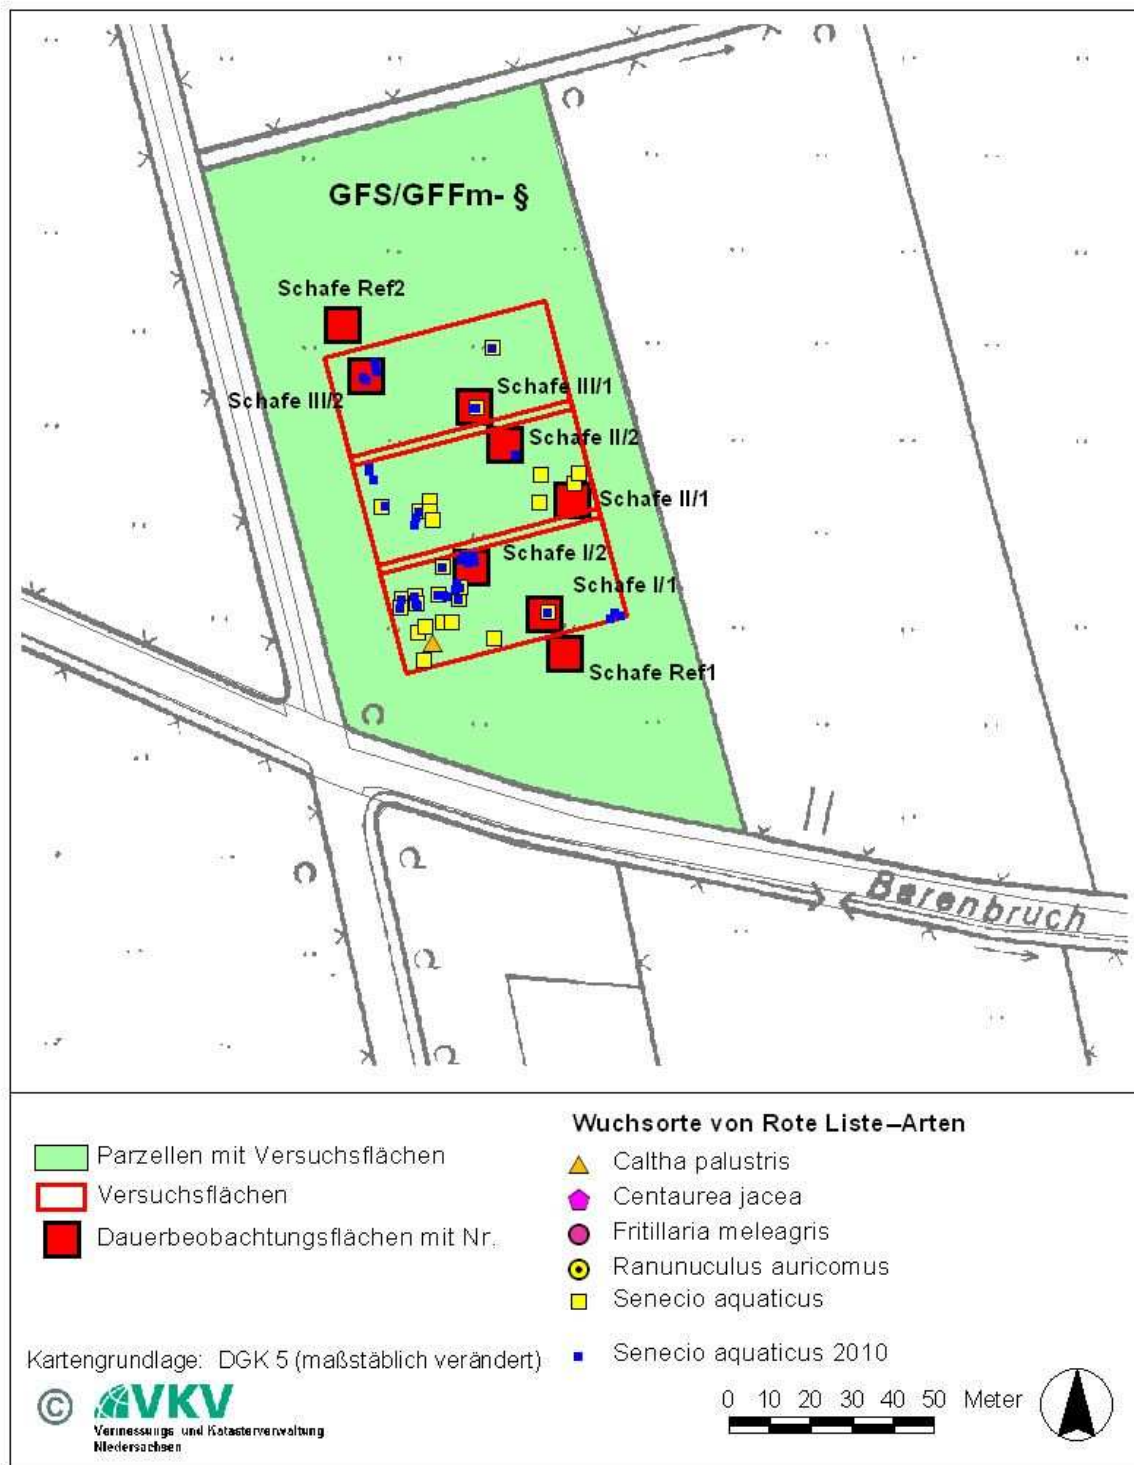 GFS/GFFm- §
Schafe Ref2
Schafe III/2
Schafe III/1
Schafe II/2
Schafe II/1
Schafe I/2
Schafe I/1
Schafe Ref1
Barenbruch
Parzellen mit Versuchsflächen
Versuchsflächen
Dauerbeobachtungsflächen mit Nr.
Wuchsorte von Rote Liste–Arten
Caltha palustris
Centaurea jacea
Fritillaria meleagris
Ranunuculus auricomus
Senecio aquaticus
Senecio aquaticus 2010
Kartengrundlage: DGK 5 (maßstäblich verändert)
© VKV
Vermessungs- und Katasterverwaltung
Niedersachsen
0 10 20 30 40 50 Meter